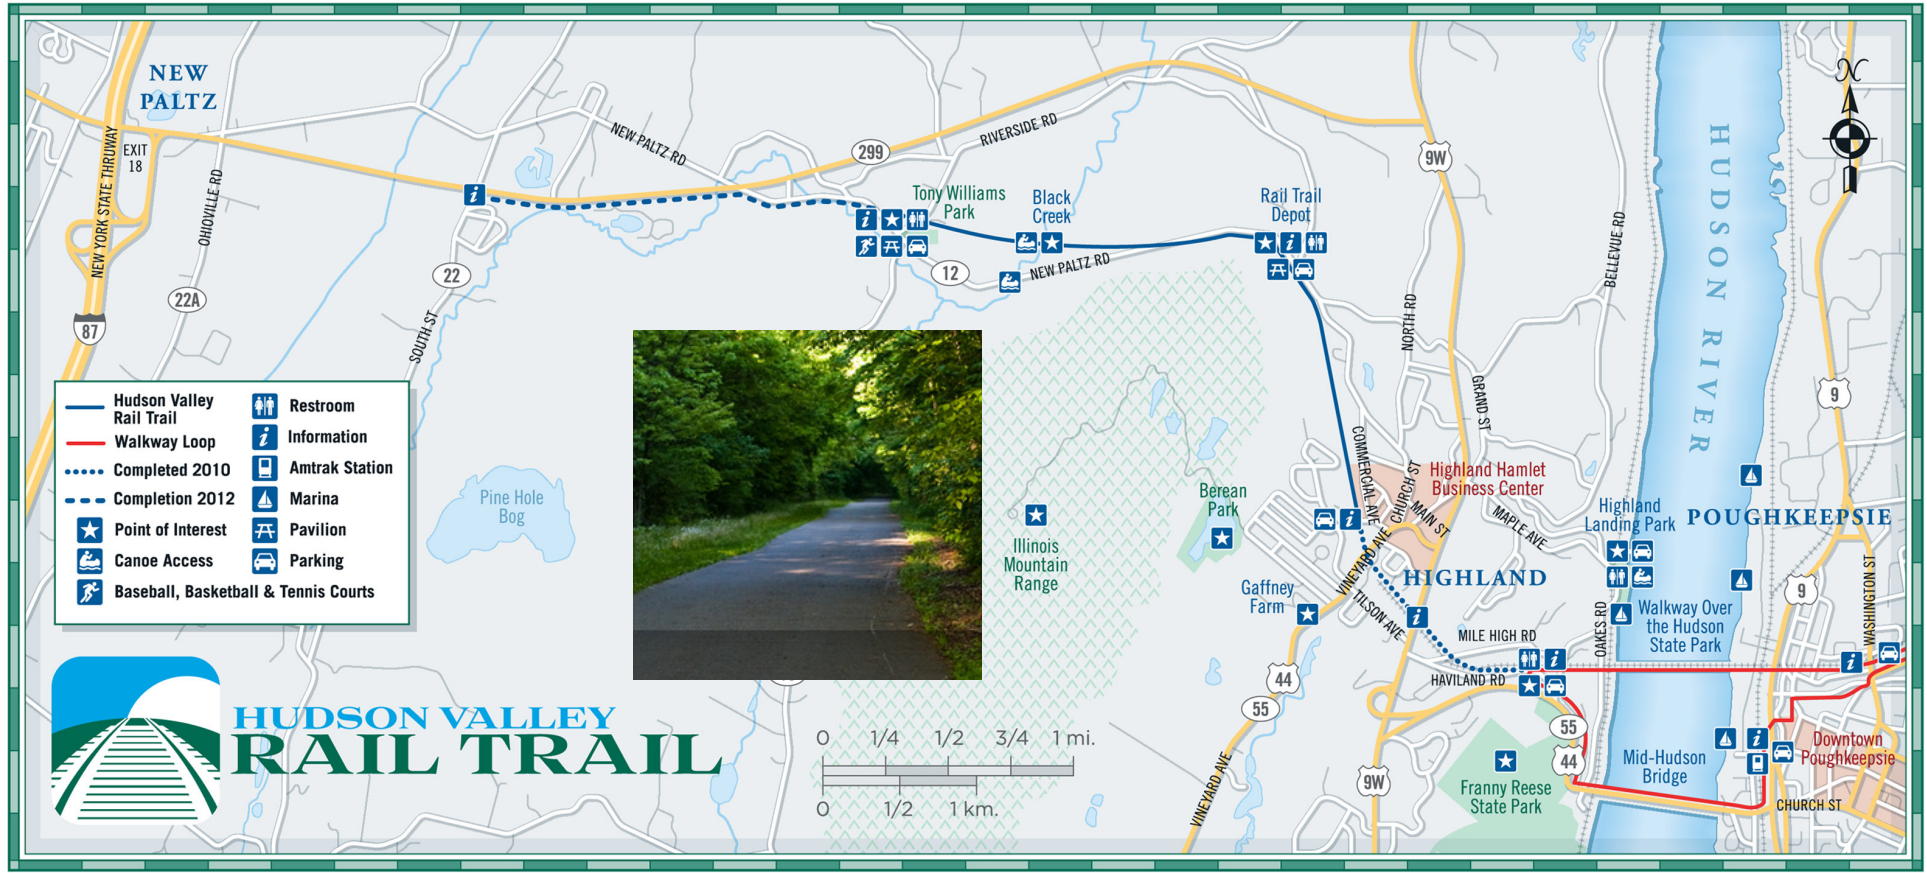 NEW
PALTZ
EXIT
18
NEW YORK STATE THRUWAY
OHIOVILLE RD
22A
87
22
SOUTH ST
NEW PALTZ RD
299
RIVERSIDE RD
Tony Williams
Park
Black
Creek
12
NEW PALTZ RD
Rail Trail
Depot
9W
NORTH RD
BELLEVUE RD
HUDSON RIVER
N
9
GRAND ST
Hudson Valley
Rail Trail
Walkway Loop
Completed 2010
Completion 2012
Point of Interest
Canoe Access
Baseball, Basketball & Tennis Courts
Restroom
Information
Amtrak Station
Marina
Pavilion
Parking
Pine Hole
Bog
Illinois
Mountain
Range
Berean
Park
COMMERCIAL AVE
CHURCH ST
MAIN ST
Highland Hamlet
Business Center
MAPLE AVE
Highland
Landing Park
POUGHKEEPSIE
VINEYARD AVE
HIGHLAND
TILSON AVE
Gaffney
Farm
MILE HIGH RD
HAVILAND RD
OAKES RD
Walkway Over
the Hudson
State Park
9
WASHINGTON ST
44
55
VINEYARD AVE
9W
55
44
Franny Reese
State Park
Mid-Hudson
Bridge
Downtown
Poughkeepsie
CHURCH ST
HUDSON VALLEY
RAIL TRAIL
0 1/4 1/2 3/4 1 mi.
0 1/2 1 km.